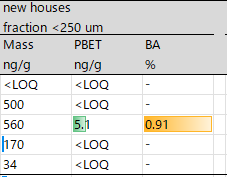 new houses
fraction <250 um
Mass PBET BA
ng/g ng/g %
<LOQ <LOQ -
500 <LOQ -
560 5.1 0.91
170 <LOQ -
34 <LOQ -